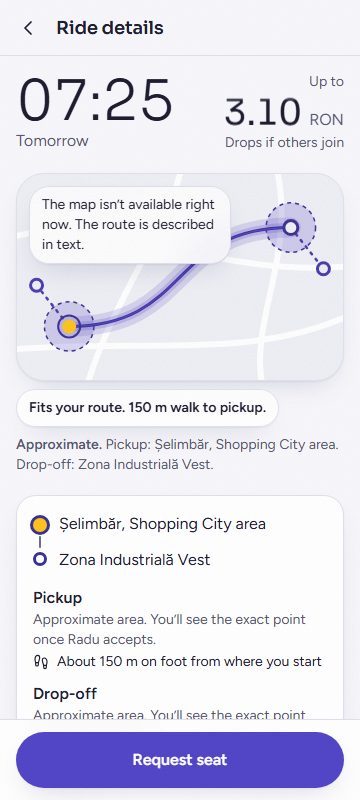 Ride details
07:25
Tomorrow
Up to
3.10 RON
Drops if others join
The map isn’t available right
now. The route is described
in text.
Fits your route. 150 m walk to pickup.
Approximate. Pickup: Șelimbăr, Shopping City area.
Drop-off: Zona Industrială Vest.
Șelimbăr, Shopping City area
Zona Industrială Vest
Pickup
Approximate area. You’ll see the exact point
once Radu accepts.
About 150 m on foot from where you start
Drop-off
Approximate area. You’ll see the exact point
Request seat